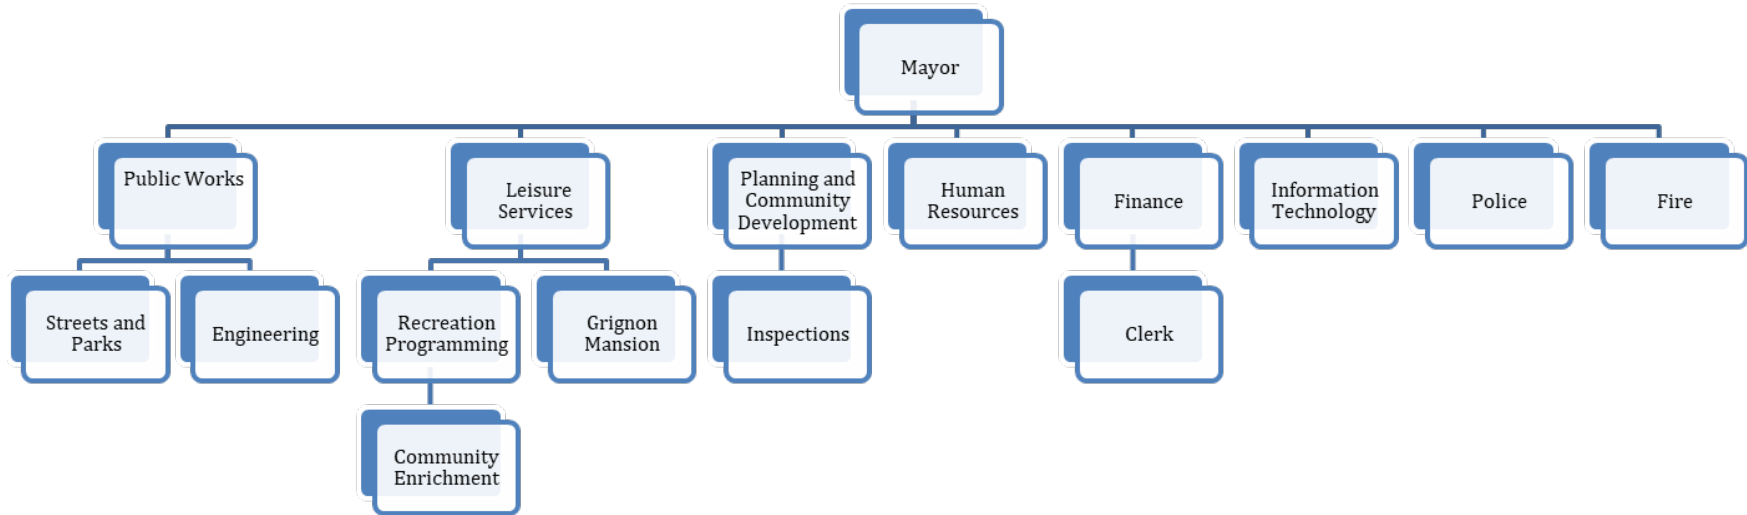 Mayor
Public Works
Leisure
Services
Planning and
Community
Development
Human
Resources
Finance
Information
Technology
Police
Fire
Streets and
Parks
Engineering
Recreation
Programming
Grignon
Mansion
Inspections
Clerk
Community
Enrichment